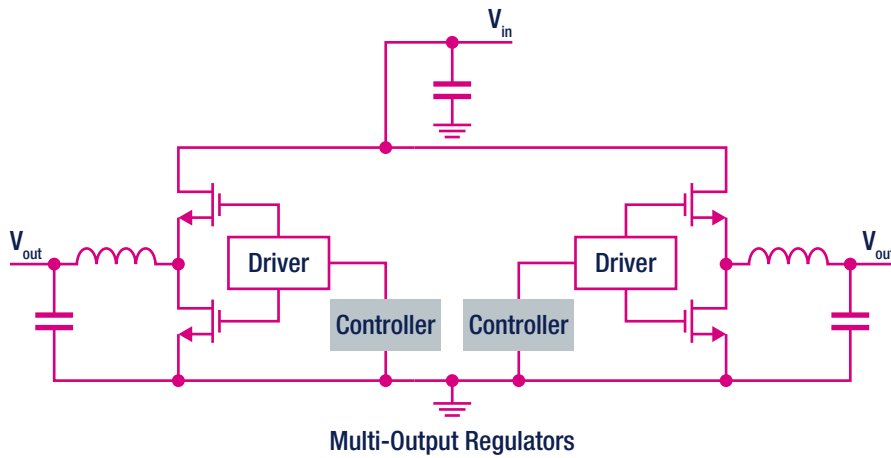 Vin
Vout
Driver
Driver
Vout
Controller
Controller
Multi-Output Regulators